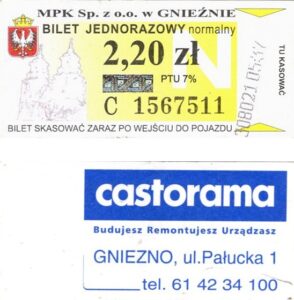 MPK Sp. z o.o. w GNIEŹNIE
BILET JEDNORAZOWY normalny
2,20 zł
N
PTU 7%
C 1567511
BILET SKASOWAĆ ZARAZ PO WEJŚCIU DO POJAZDU
TU KASOWAĆ
castorama
Budujesz Remontujesz Urządzasz
GNIEZNO, ul.Pałucka 1
tel. 61 42 34 100